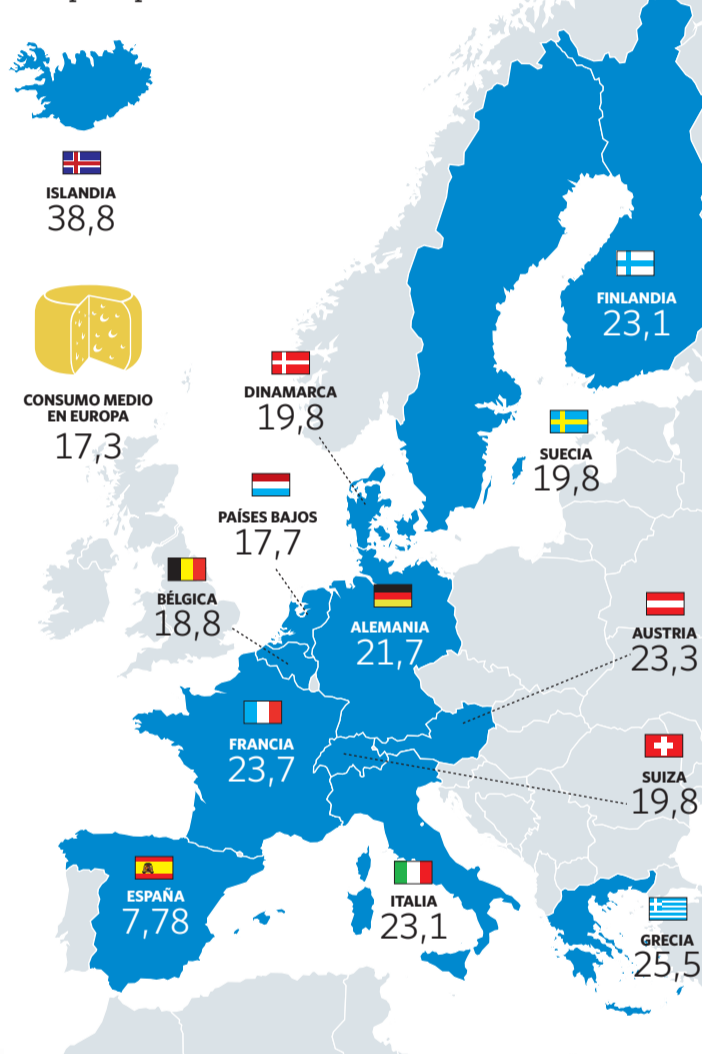 ISLANDIA
38,8
CONSUMO MEDIO
EN EUROPA
17,3
DINAMARCA
19,8
FINLANDIA
23,1
SUECIA
19,8
PAÍSES BAJOS
17,7
BÉLGICA
18,8
ALEMANIA
21,7
AUSTRIA
23,3
FRANCIA
23,7
SUIZA
19,8
ESPAÑA
7,78
ITALIA
23,1
GRECIA
25,5